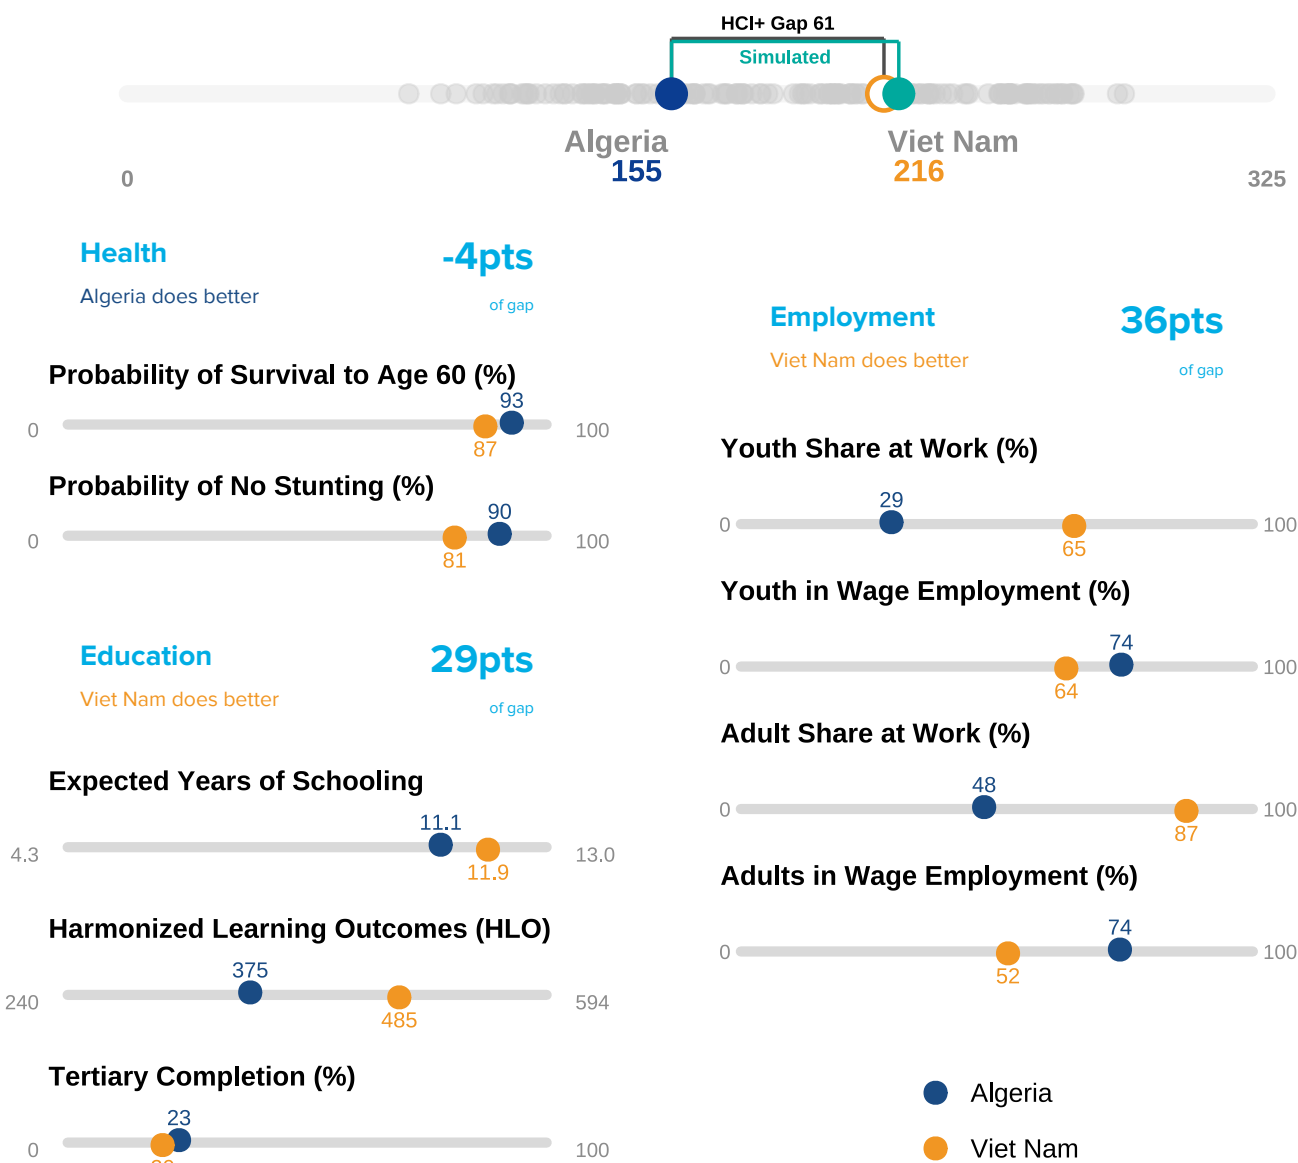 HCI+ Gap 61
Simulated
Algeria
155
Viet Nam
216
0
325
Health
-4pts
Algeria does better
of gap
Probability of Survival to Age 60 (%)
93
0
100
87
Probability of No Stunting (%)
90
0
100
81
Education
29pts
Viet Nam does better
of gap
Expected Years of Schooling
11.1
4.3
13.0
11.9
Harmonized Learning Outcomes (HLO)
375
240
594
485
Tertiary Completion (%)
23
0
100
Employment
36pts
Viet Nam does better
of gap
Youth Share at Work (%)
29
0
100
65
Youth in Wage Employment (%)
74
0
100
64
Adult Share at Work (%)
48
0
100
87
Adults in Wage Employment (%)
74
0
100
52
Algeria
Viet Nam